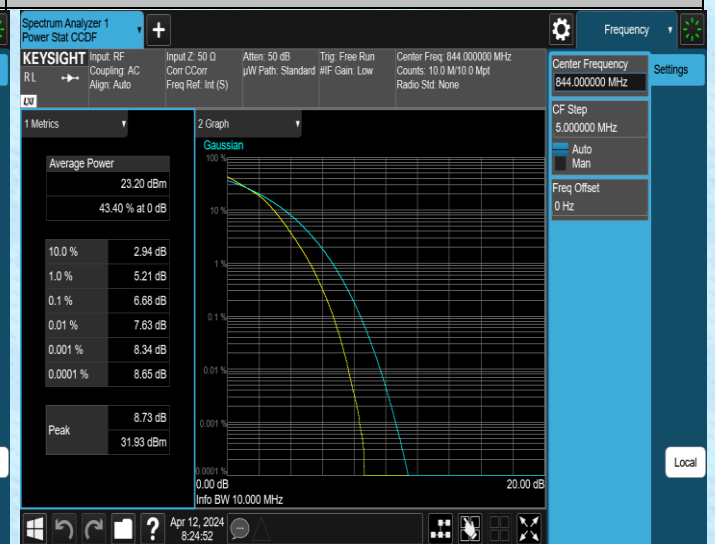 Spectrum Analyzer 1
Power Stat CCDF
+
Frequency
KEYSIGHT
RL
LXI
Input: RF
Coupling: AC
Align: Auto
Input Z: 50 Ω
Corr CCorr
Freq Ref: Int (S)
Atten: 50 dB
µW Path: Standard
Trig: Free Run
#IF Gain: Low
Center Freq: 844.000000 MHz
Counts: 10.0 M/10.0 Mpt
Radio Std: None
Center Frequency
844.000000 MHz
Settings
CF Step
5.000000 MHz
Auto
Man
Freq Offset
0 Hz
1 Metrics
Average Power
23.20 dBm
43.40 % at 0 dB
10.0 % 2.94 dB
1.0 % 5.21 dB
0.1 % 6.68 dB
0.01 % 7.63 dB
0.001 % 8.34 dB
0.0001 % 8.65 dB
Peak
8.73 dB
31.93 dBm
2 Graph
Gaussian
100 %
10 %
1 %
0.1 %
0.01 %
0.001 %
0.0001 %
0.00 dB 20.00 dB
Info BW 10.000 MHz
Local
?
Apr 12, 2024
8:24:52